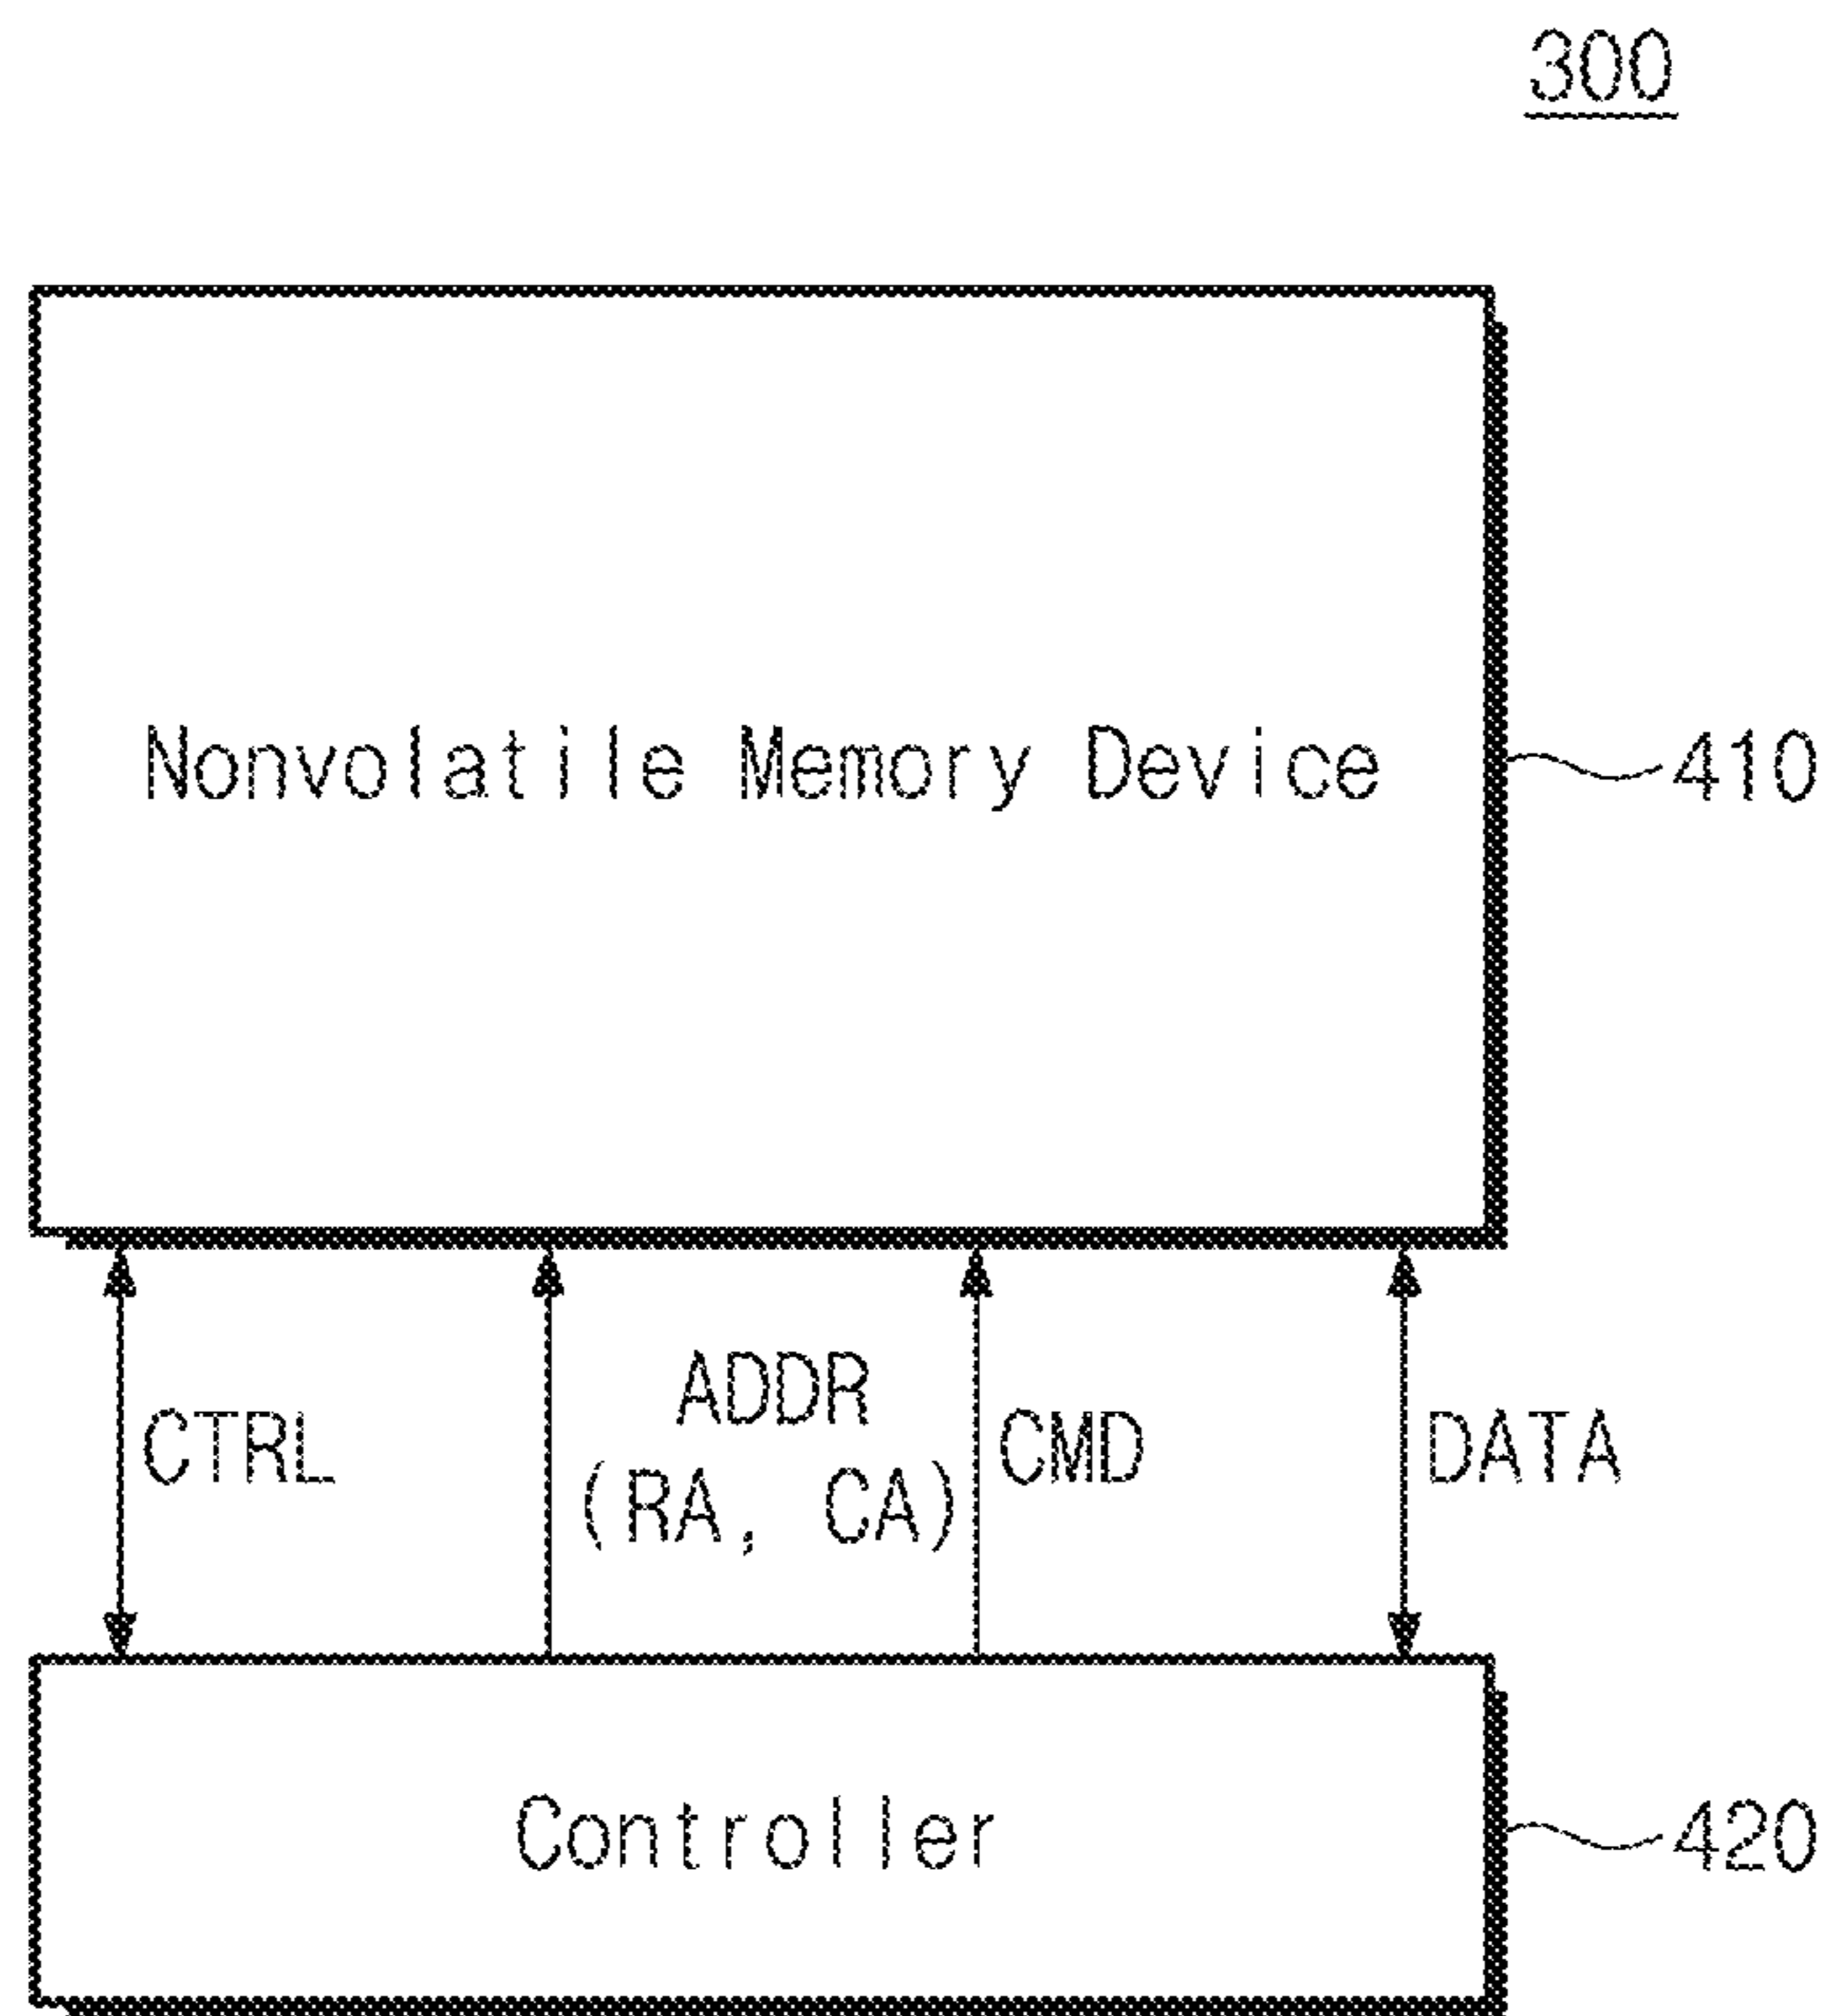 300
Nonvolatile Memory Device
410
ADDR
(RA, CA)
CTRL
CMD
DATA
Controller
420